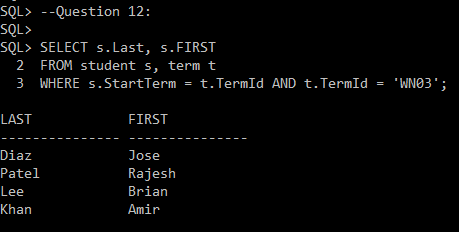 SQL> --Question 12:
SQL>
SQL> SELECT s.Last, s.FIRST
  2  FROM student s, term t
  3  WHERE s.StartTerm = t.TermId AND t.TermId = 'WN03';
LAST            FIRST
--------------- ---------------
Diaz            Jose
Patel           Rajesh
Lee             Brian
Khan            Amir